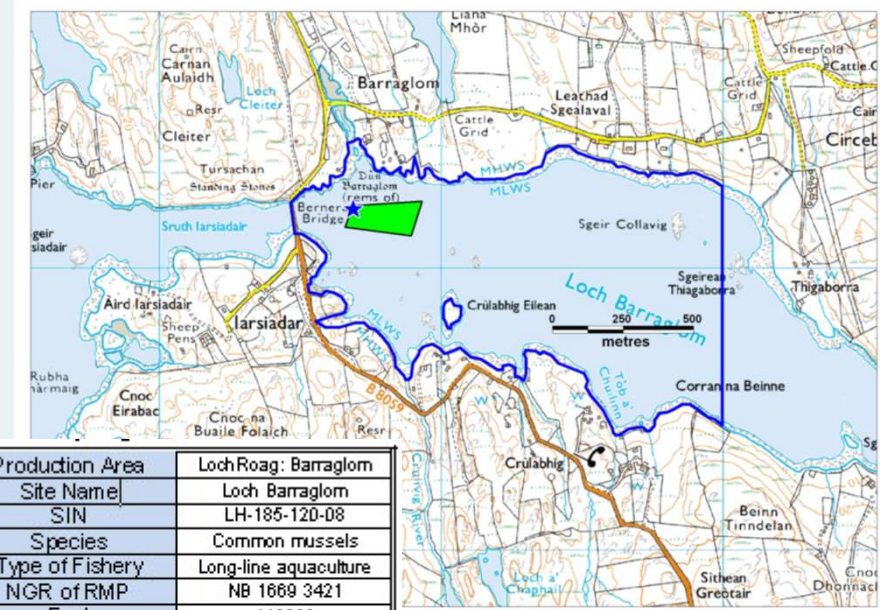 Liana
Mhòr
Cairn
Carnan
Aulaidh
Sheepfold
Loch
Cleiter
Resr
Barraglom
Leathad
Sgealaval
Cattle
Grid
Cleiter
Cattle
Grid
Tursachan
Standing Stones
MHWS
MLWS
Pier
Dùn
Barraglom
(rems of)
Bridge
Sruth Iarsiadair
Sgeir Collavig
Loch Barraglom
Sgeirean
Thiagaborra
Thigaborra
Àird Iarsiadair
Crùlabhig Eilean
Sheep
Pens
Iarsiadar
0 250 500
metres
MLWS
MHWS
Rubha
Cnoc
Eirabac
B 8059
Tòb a'
Chuilinn
Corran na Beinne
Cnoc na
Buaile Folaich
Resr
W
W
W
Crùlabhig
Cruivig River
Beinn
Tinndelan
Loch a'
Chaphail
Sithean
Greotair
W
Production Area Loch Roag: Barraglom
Site Name Loch Barraglom
SIN LH-185-120-08
Species Common mussels
Type of Fishery Long-line aquaculture
NGR of RMP NB 1669 3421